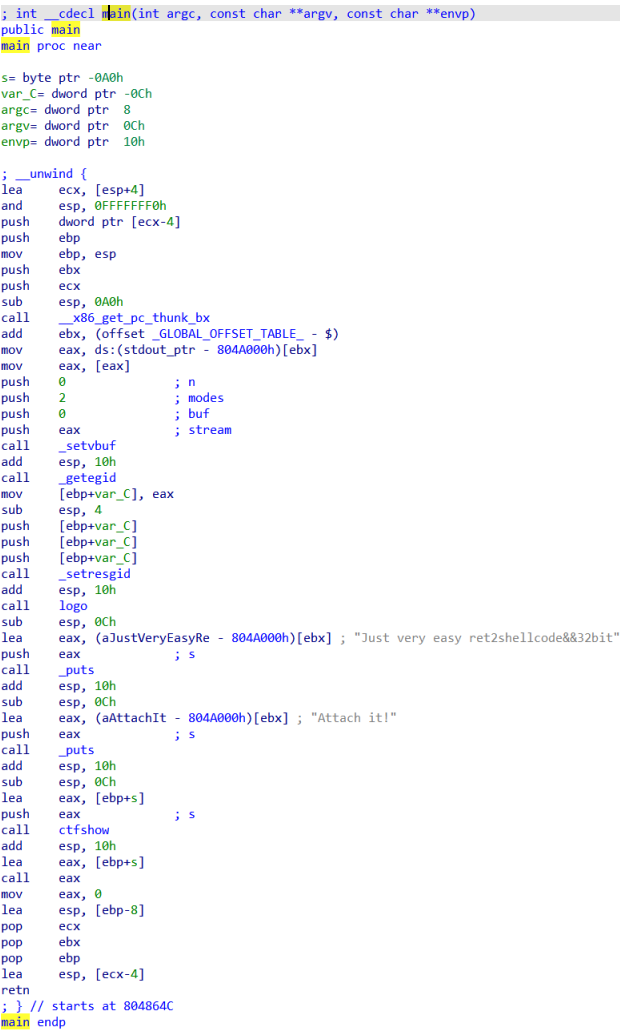 ; int __cdecl main(int argc, const char **argv, const char **envp)
public main
main proc near
s= byte ptr -0A0h
var_C= dword ptr -0Ch
argc= dword ptr  8
argv= dword ptr  0Ch
envp= dword ptr  10h
; __unwind {
lea     ecx, [esp+4]
and     esp, 0FFFFFFF0h
push    dword ptr [ecx-4]
push    ebp
mov     ebp, esp
push    ebx
push    ecx
sub     esp, 0A0h
call    __x86_get_pc_thunk_bx
add     ebx, (offset _GLOBAL_OFFSET_TABLE_ - $)
mov     eax, ds:(stdout_ptr - 804A000h)[ebx]
mov     eax, [eax]
push    0               ; n
push    2               ; modes
push    0               ; buf
push    eax             ; stream
call    _setvbuf
add     esp, 10h
call    _getegid
mov     [ebp+var_C], eax
sub     esp, 4
push    [ebp+var_C]
push    [ebp+var_C]
push    [ebp+var_C]
call    _setresgid
add     esp, 10h
call    logo
sub     esp, 0Ch
lea     eax, (aJustVeryEasyRe - 804A000h)[ebx] ; "Just very easy ret2shellcode&&32bit"
push    eax             ; s
call    _puts
add     esp, 10h
sub     esp, 0Ch
lea     eax, (aAttachIt - 804A000h)[ebx] ; "Attach it!"
push    eax             ; s
call    _puts
add     esp, 10h
sub     esp, 0Ch
lea     eax, [ebp+s]
push    eax             ; s
call    ctfshow
add     esp, 10h
lea     eax, [ebp+s]
call    eax
mov     eax, 0
lea     esp, [ebp-8]
pop     ecx
pop     ebx
pop     ebp
lea     esp, [ecx-4]
retn
; } // starts at 804864C
main endp